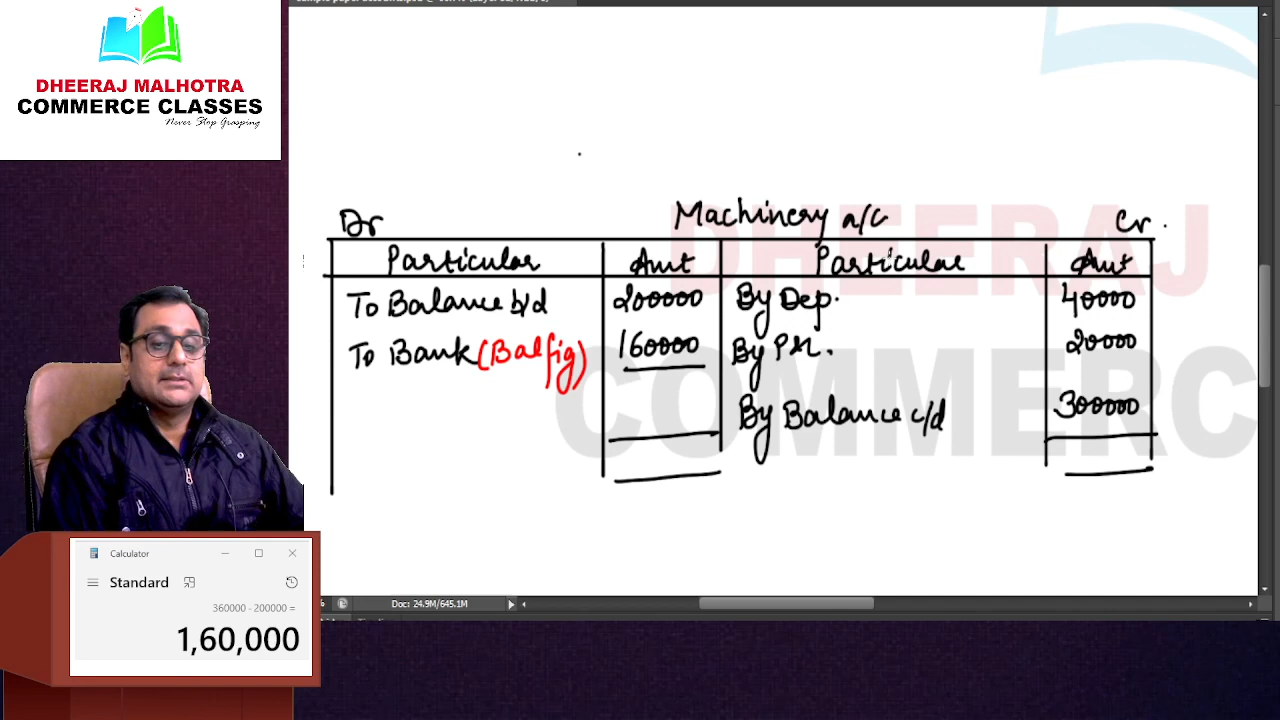 DHEERAJ MALHOTRA
COMMERCE CLASSES
Never Stop Grasping
DHEERAJ
COMMERC
Dr Machinery a/c Cr.
Particular Amt Particular Amt
To Balance b/d 200000 By Dep. 40000
To Bank (Bal fig) 160000 20000
By Balance c/d 300000
Calculator
Standard
360000 - 200000 =
1,60,000
% Doc: 24.9M/645.1M